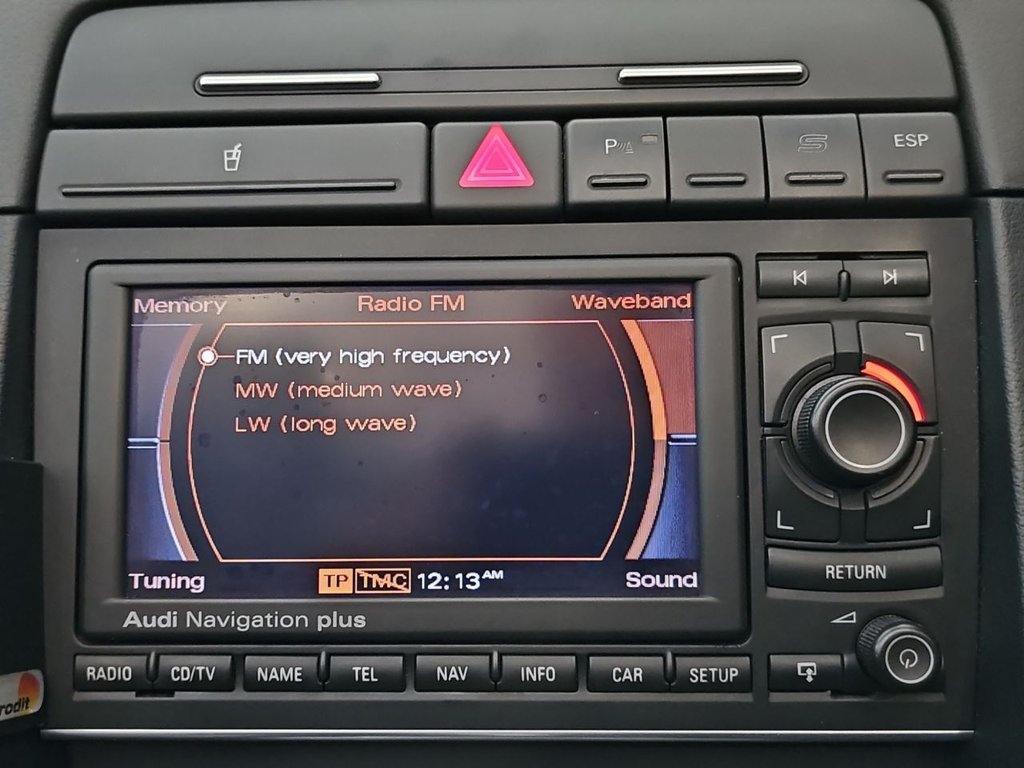 P
S
ESP
Memory Radio FM Waveband
FM (very high frequency)
MW (medium wave)
LW (long wave)
Tuning TP TMC 12:13 AM Sound
Audi Navigation plus
RETURN
RADIO CD/TV NAME TEL NAV INFO CAR SETUP
rodit